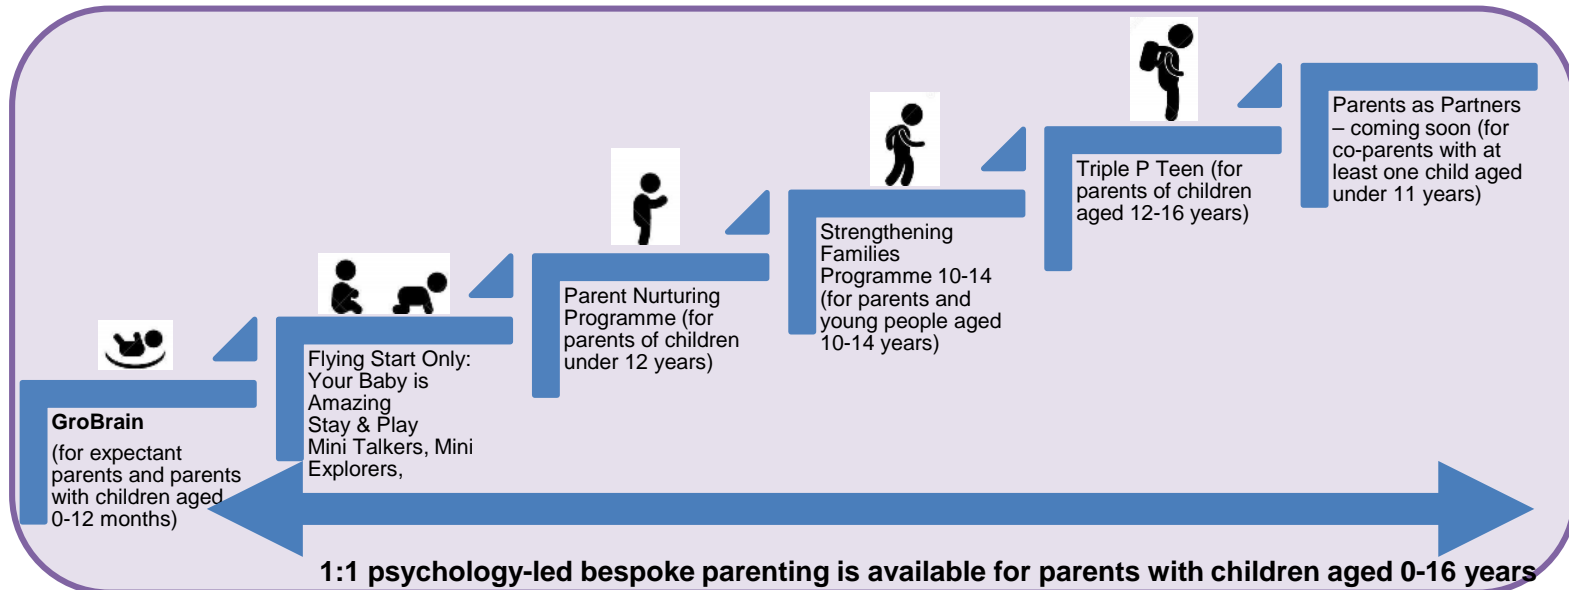 GroBrain
(for expectant
parents and parents
with children aged
0-12 months)
Flying Start Only:
Your Baby is
Amazing
Stay & Play
Mini Talkers, Mini
Explorers,
Parent Nurturing
Programme (for
parents of children
under 12 years)
Strengthening
Families
Programme 10-14
(for parents and
young people aged
10-14 years)
Triple P Teen (for
parents of children
aged 12-16 years)
Parents as Partners
– coming soon (for
co-parents with at
least one child aged
under 11 years)
1:1 psychology-led bespoke parenting is available for parents with children aged 0-16 years